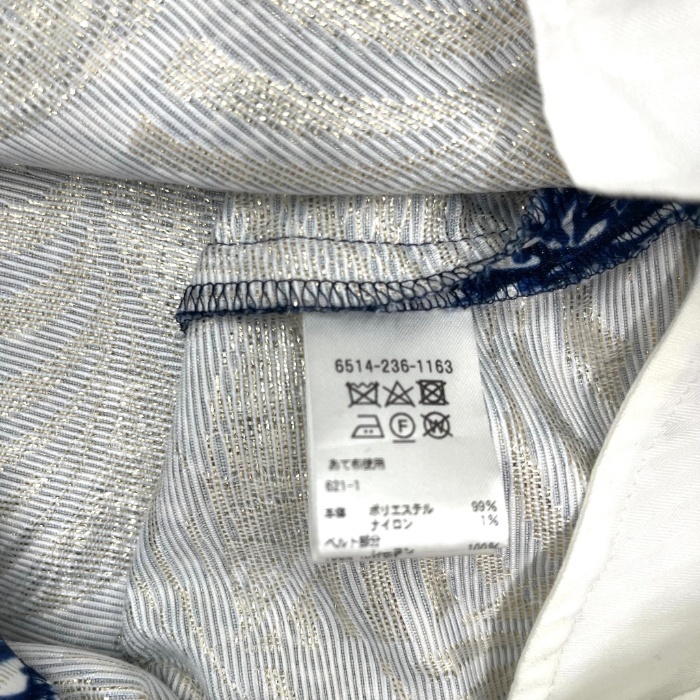 6514-236-1163
F W
あて布使用
621-1
本体 ポリエステル 99%
ナイロン 1%
ベルト部分
100%